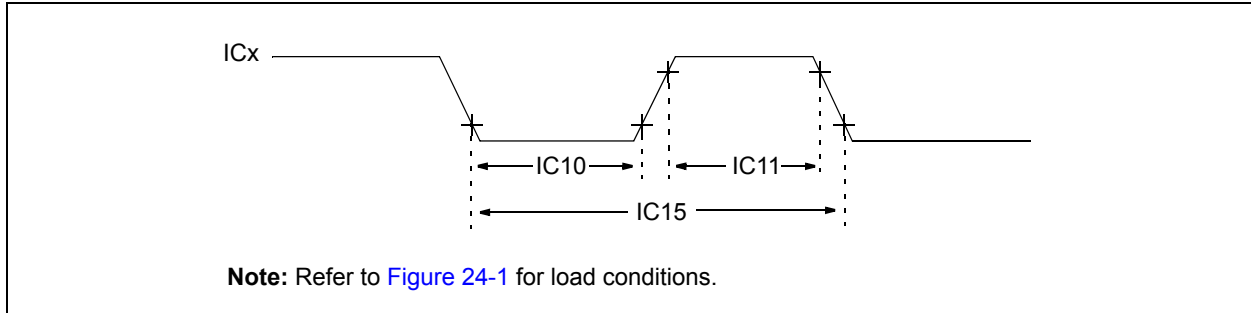 ICx
IC10
IC11
IC15
Note: Refer to Figure 24-1 for load conditions.